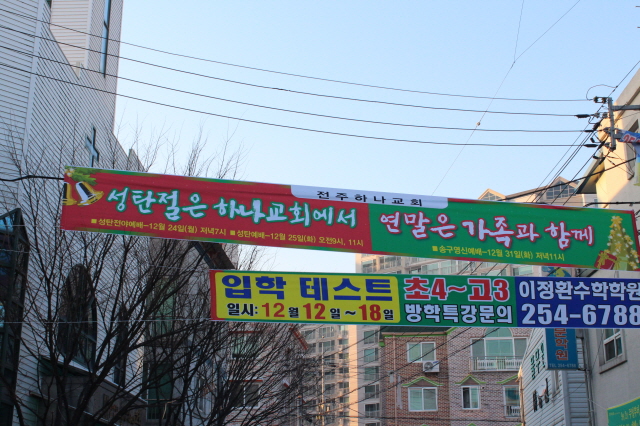 전주하나교회
성탄절은 하나교회에서
연말은 가족과 함께
■ 성탄전야예배-12월 24일(월) 저녁7시 ■ 성탄예배-12월 25일(화) 오전9시, 11시
■ 송구영신예배-12월 31일(화) 저녁11시
입학 테스트
일시: 12월 12일~18일
초4~고3
방학특강문의
이정환수학학원
254-6788